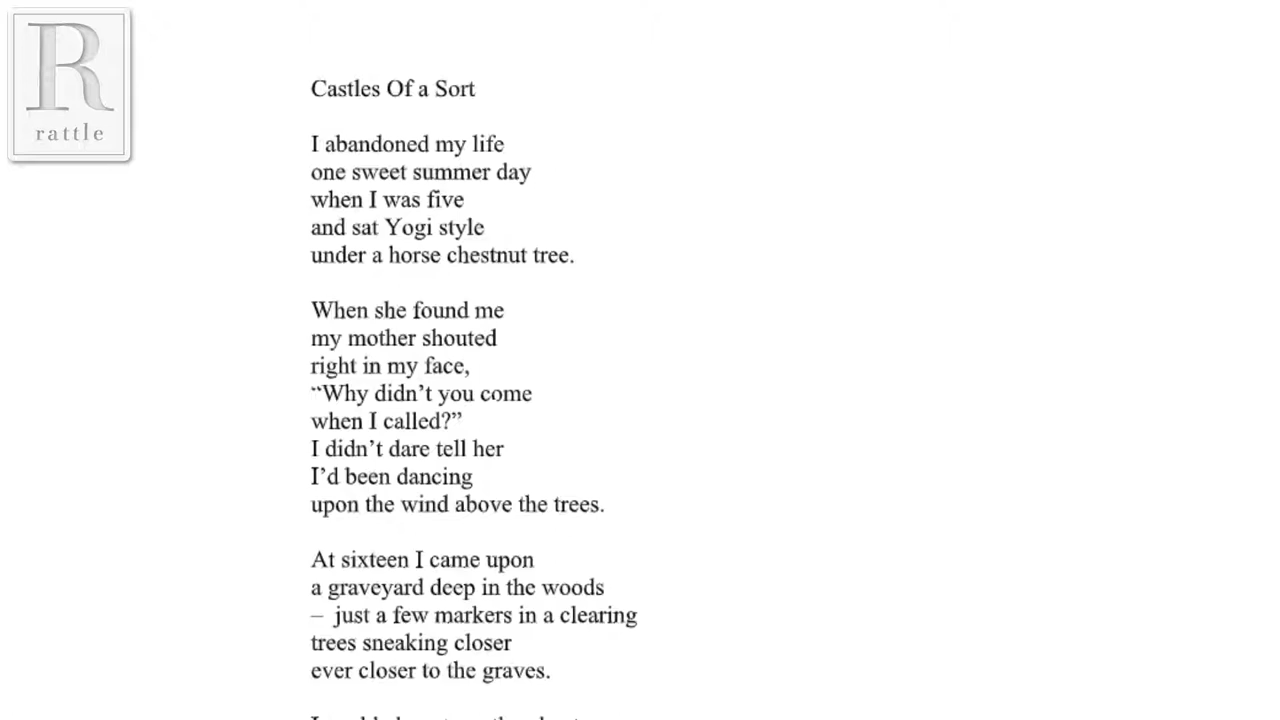 R
rattle
Castles Of a Sort
I abandoned my life
one sweet summer day
when I was five
and sat Yogi style
under a horse chestnut tree.
When she found me
my mother shouted
right in my face,
“Why didn’t you come
when I called?”
I didn’t dare tell her
I’d been dancing
upon the wind above the trees.
At sixteen I came upon
a graveyard deep in the woods
– just a few markers in a clearing
trees sneaking closer
ever closer to the graves.